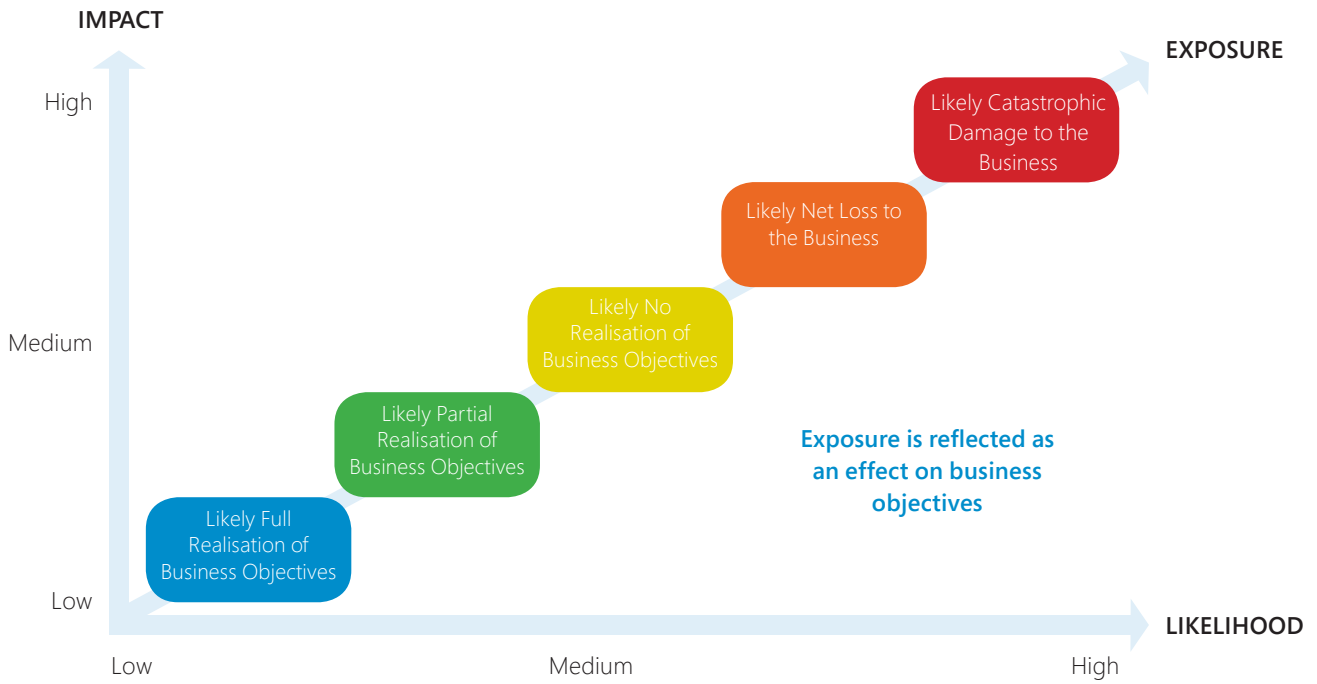 IMPACT
EXPOSURE
High
Likely Catastrophic
Damage to the
Business
Likely Net Loss to
the Business
Likely No
Realisation of
Business Objectives
Medium
Likely Partial
Realisation of
Business Objectives
Exposure is reflected as
an effect on business
objectives
Likely Full
Realisation of
Business Objectives
Low
LIKELIHOOD
Low
Medium
High